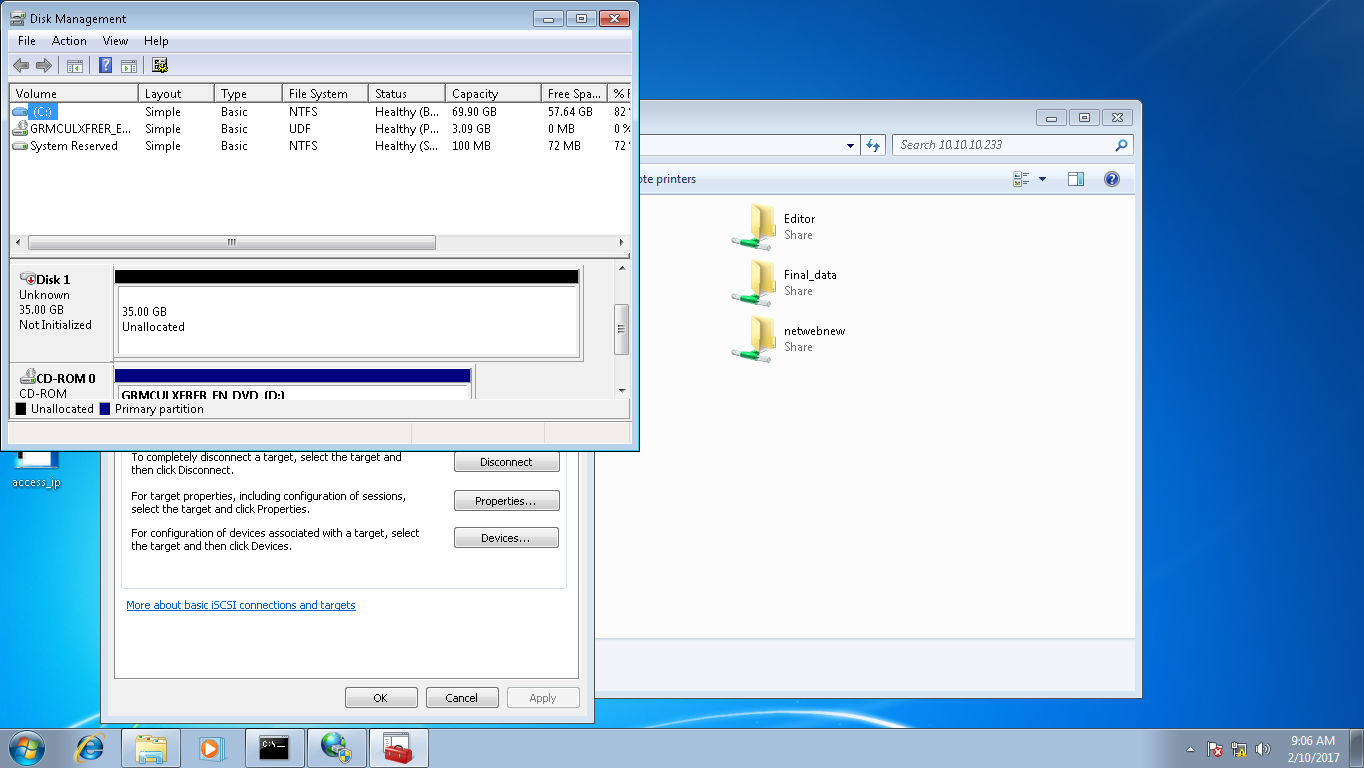 Disk Management
File Action View Help
Volume Layout Type File System Status Capacity Free Spa... % F
(C:) Simple Basic NTFS Healthy (B... 69.90 GB 57.64 GB 82
GRMCULXFRER_E... Simple Basic UDF Healthy (P... 3.09 GB 0 MB 0 %
System Reserved Simple Basic NTFS Healthy (S... 100 MB 72 MB 72
Disk 1
Unknown
35.00 GB
Not Initialized
35.00 GB
Unallocated
CD-ROM 0
CD-ROM
GRMCULXFRER_EN_DVD (D:)
Unallocated Primary partition
Search 10.10.10.233
printers
Editor
Share
Final_data
Share
netwebnew
Share
access_ip
To completely disconnect a target, select the target and
then click Disconnect.
Disconnect
For target properties, including configuration of sessions,
select the target and click Properties.
Properties...
For configuration of devices associated with a target, select
the target and then click Devices.
Devices...
More about basic iSCSI connections and targets
OK Cancel Apply
C:\_
9:06 AM
2/10/2017